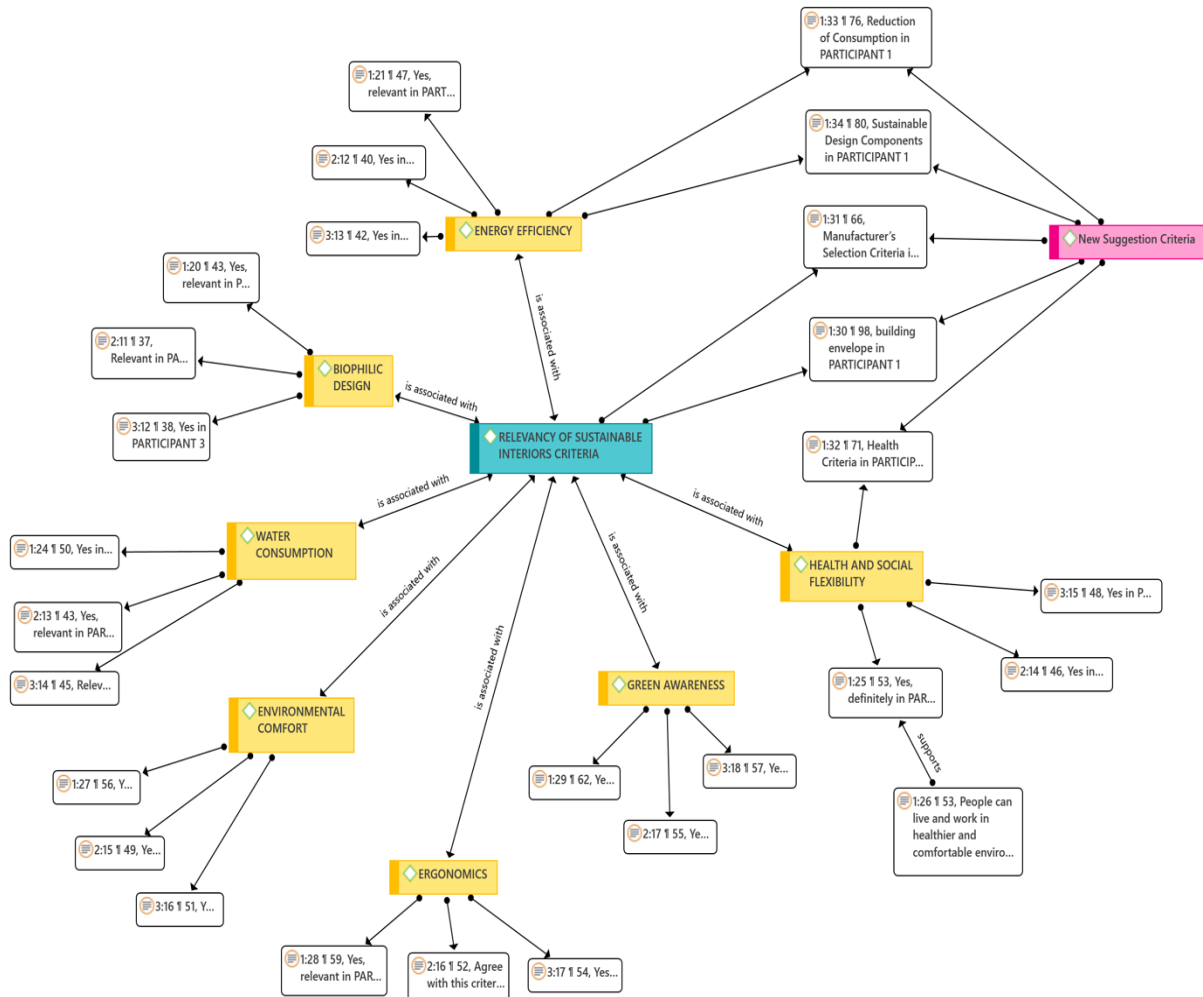 1:33 ¶ 76, Reduction
of Consumption in
PARTICIPANT 1
1:21 ¶ 47, Yes,
relevant in PART...
1:34 ¶ 80, Sustainable
Design Components
in PARTICIPANT 1
2:12 ¶ 40, Yes in...
ENERGY EFFICIENCY
3:13 ¶ 42, Yes in...
1:31 ¶ 66,
Manufacturer's
Selection Criteria i...
New Suggestion Criteria
1:20 ¶ 43, Yes,
relevant in P...
is associated with
2:11 ¶ 37,
Relevant in PA...
1:30 ¶ 98, building
envelope in
PARTICIPANT 1
BIOPHILIC
DESIGN
is associated with
3:12 ¶ 38, Yes in
PARTICIPANT 3
RELEVANCY OF SUSTAINABLE
INTERIORS CRITERIA
1:32 ¶ 71, Health
Criteria in PARTICIP...
is associated with
is associated with
is associated with
is associated with
is associated with
WATER
CONSUMPTION
1:24 ¶ 50, Yes in...
HEALTH AND SOCIAL
FLEXIBILITY
2:13 ¶ 43, Yes,
relevant in PAR...
3:15 ¶ 48, Yes in P...
3:14 ¶ 45, Relev...
2:14 ¶ 46, Yes in...
GREEN AWARENESS
1:25 ¶ 53, Yes,
definitely in PAR...
ENVIRONMENTAL
COMFORT
supports
1:27 ¶ 56, Y...
1:29 ¶ 62, Ye...
3:18 ¶ 57, Ye...
1:26 ¶ 53, People can
live and work in
healthier and
comfortable enviro...
2:15 ¶ 49, Ye...
2:17 ¶ 55, Ye...
3:16 ¶ 51, Y...
ERGONOMICS
1:28 ¶ 59, Yes,
relevant in PAR...
2:16 ¶ 52, Agree
with this criter...
3:17 ¶ 54, Yes...